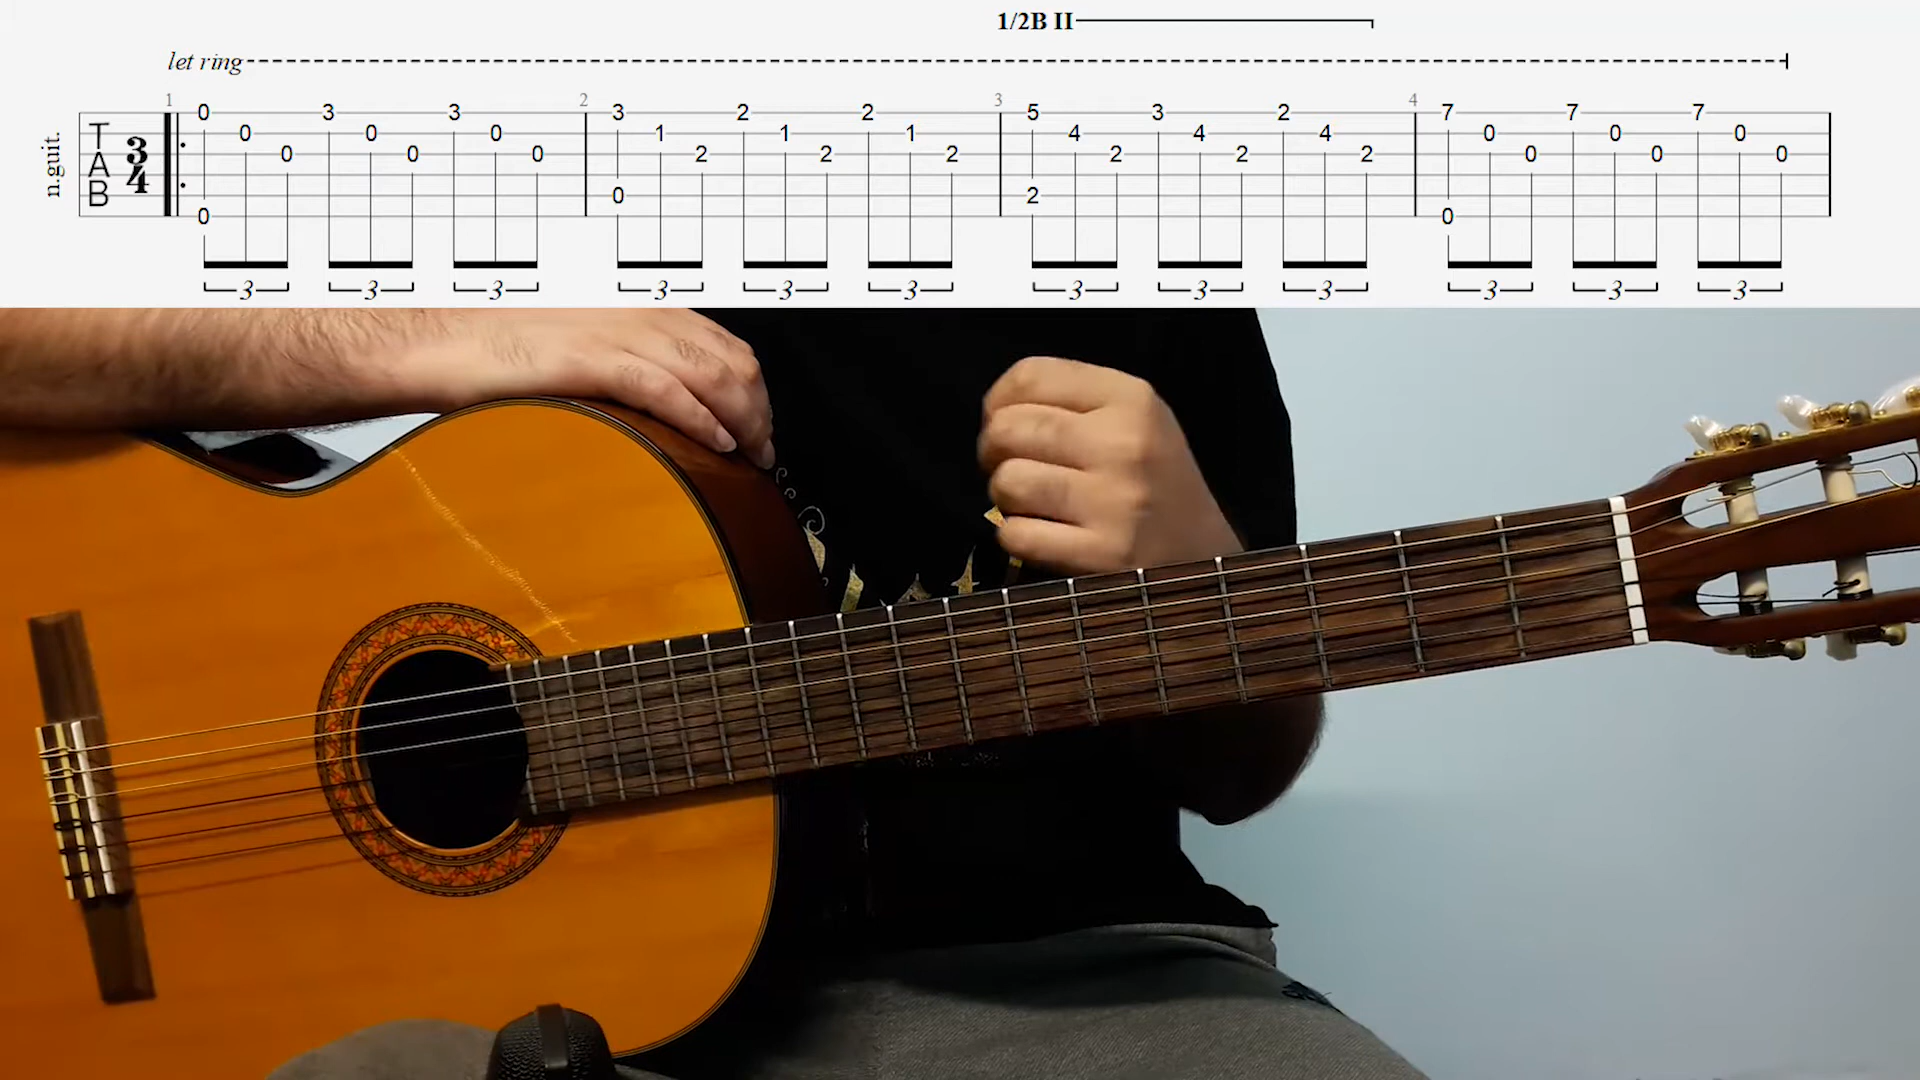 1/2B II
let ring
1 2 3 4
0 3 3 3 2 2 5 3 2 7 7 7
T 0 0 0 1 1 1 4 4 4 0 0 0
n.guit. A 3 4 0 0 0 2 2 2 2 2 2 0 0 0
B 0 2
0 0
3 3 3 3 3 3 3 3 3 3 3 3